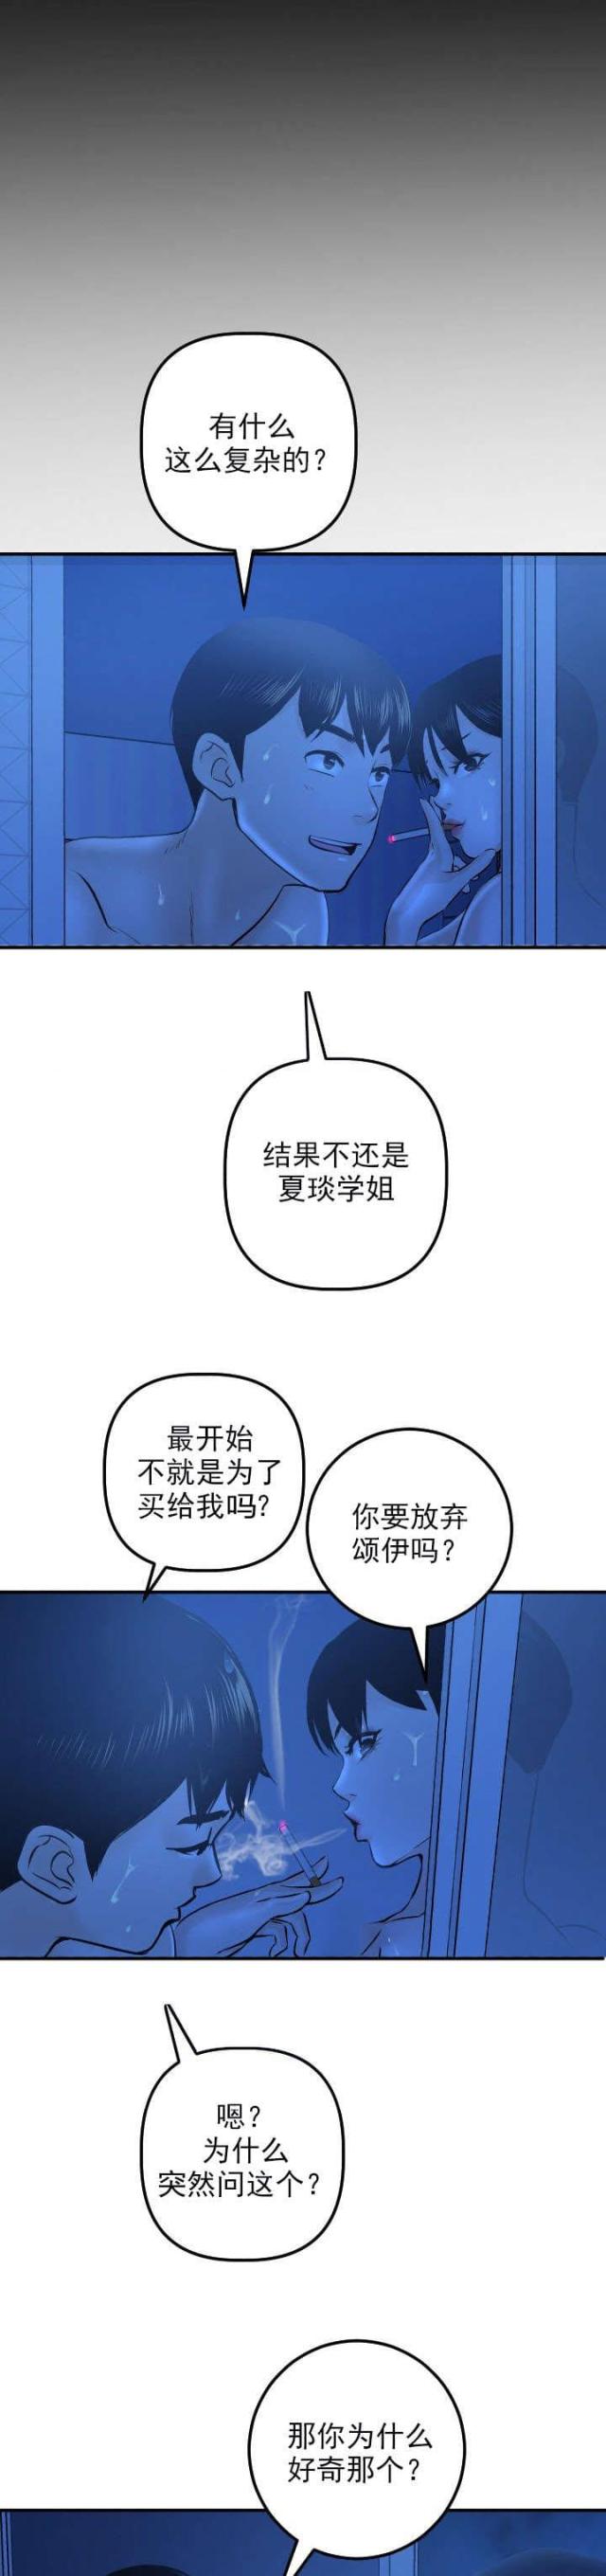 有什么
这么复杂的?
结果不还是
夏琰学姐
最开始
不就是为了
买给我吗?
你要放弃
颂伊吗?
嗯?
为什么
突然问这个?
那你为什么
好奇那个?